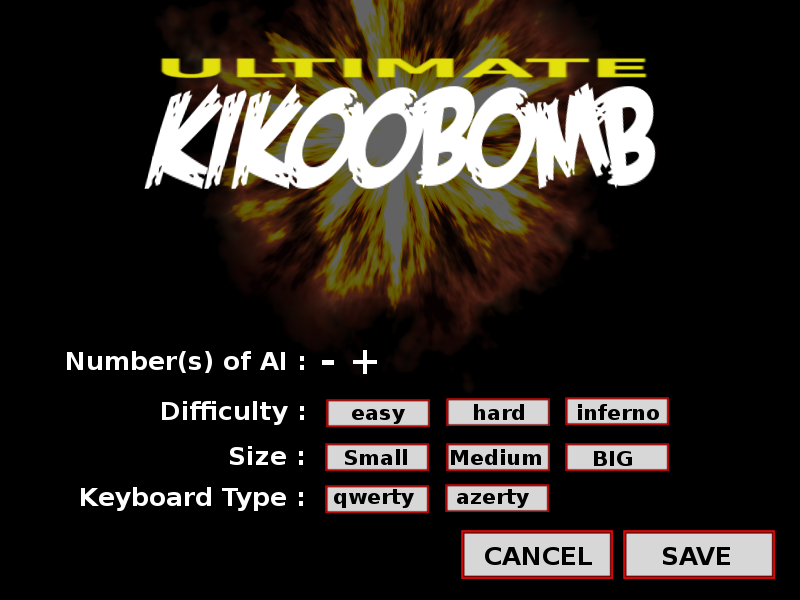 ULTIMATE
KIKOOBOMB
Number(s) of AI : - +
Difficulty : easy hard inferno
Size : Small Medium BIG
Keyboard Type : qwerty azerty
CANCEL SAVE